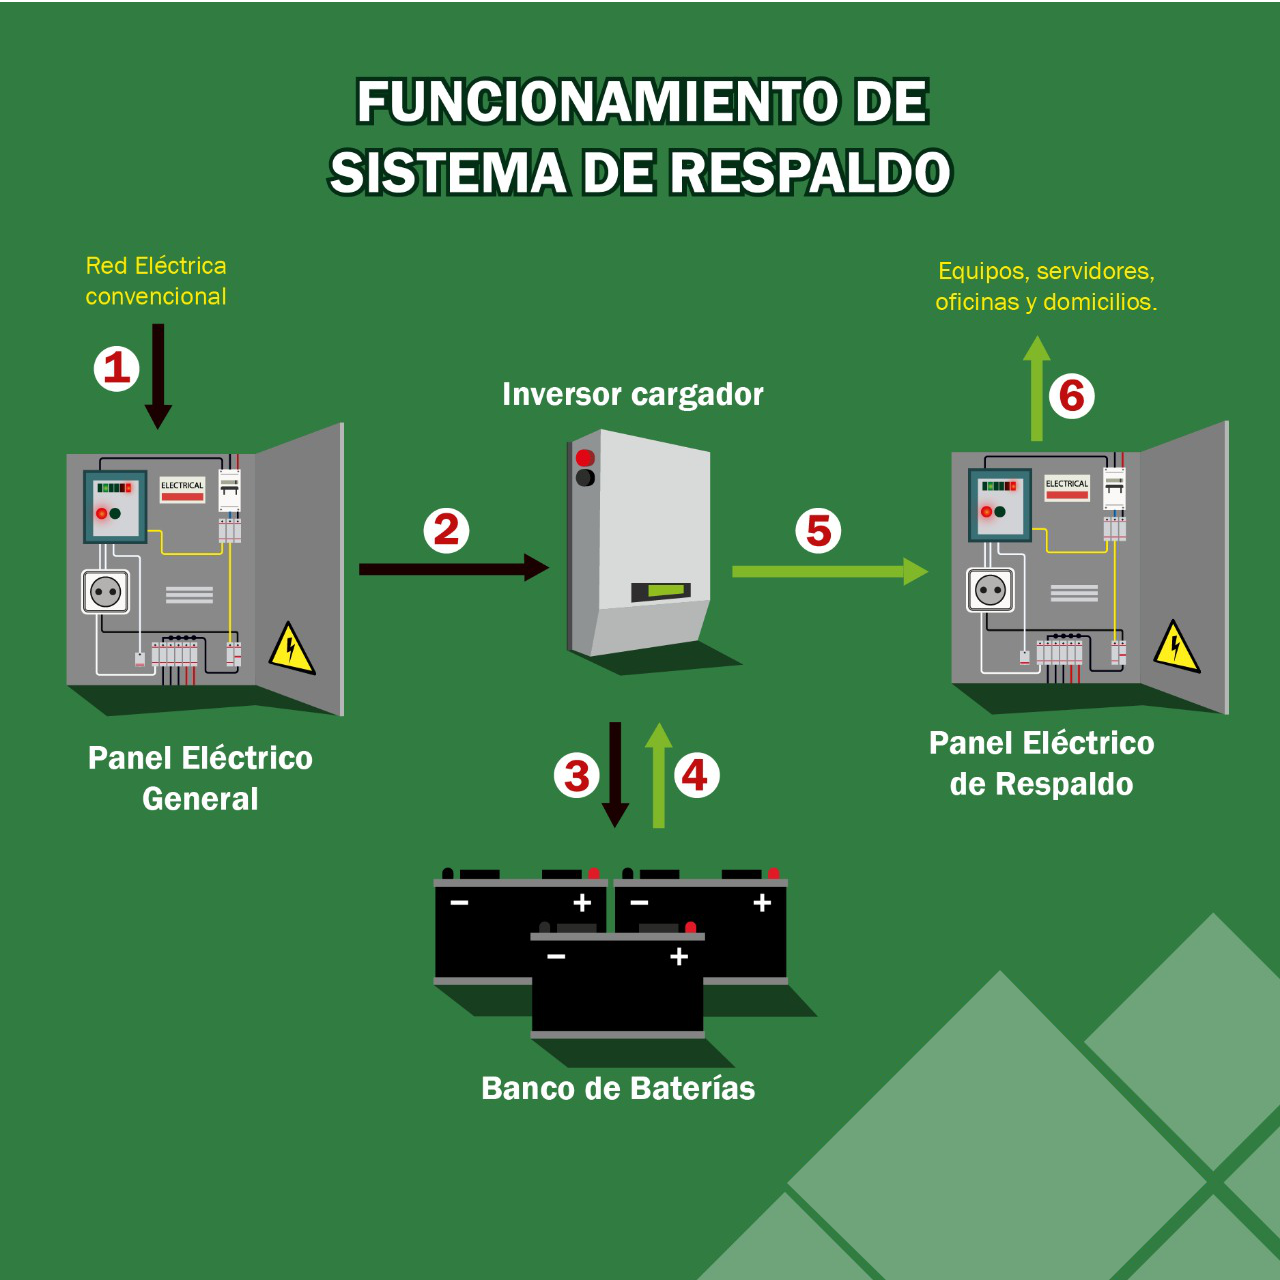 FUNCIONAMIENTO DE
SISTEMA DE RESPALDO
Red Eléctrica
convencional
1
Equipos, servidores,
oficinas y domicilios.
6
Inversor cargador
ELECTRICAL
ELECTRICAL
2
5
Panel Eléctrico
General
Panel Eléctrico
de Respaldo
3
4
− + − +
− +
Banco de Baterías